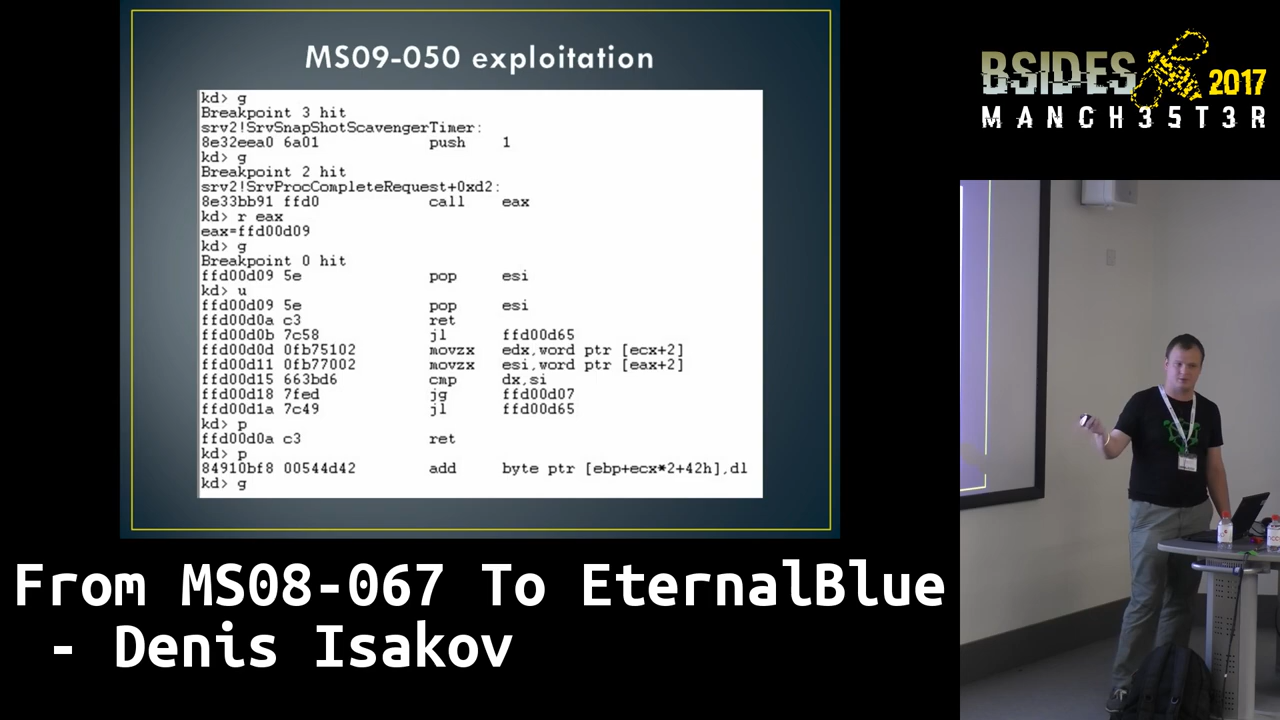 MS09-050 exploitation
kd> g
Breakpoint 3 hit
srv2!SrvSnapShotScavengerTimer:
8e32eea0 6a01 push 1
kd> g
Breakpoint 2 hit
srv2!SrvProcCompleteRequest+0xd2:
8e33bb91 ffd0 call eax
kd> r eax
eax=ffd00d09
kd> g
Breakpoint 0 hit
ffd00d09 5e pop esi
kd> u
ffd00d09 5e pop esi
ffd00d0a c3 ret
ffd00d0b 7c58 jl ffd00d65
ffd00d0d 0fb75102 movzx edx,word ptr [ecx+2]
ffd00d11 0fb77002 movzx esi,word ptr [eax+2]
ffd00d15 663bd6 cmp dx,si
ffd00d18 7fed jg ffd00d07
ffd00d1a 7c49 jl ffd00d65
kd> p
ffd00d0a c3 ret
kd> p
84910bf8 00544d42 add byte ptr [ebp+ecx*2+42h],dl
kd> g
BSIDES 2017
MANCH35T3R
From MS08-067 To EternalBlue
- Denis Isakov